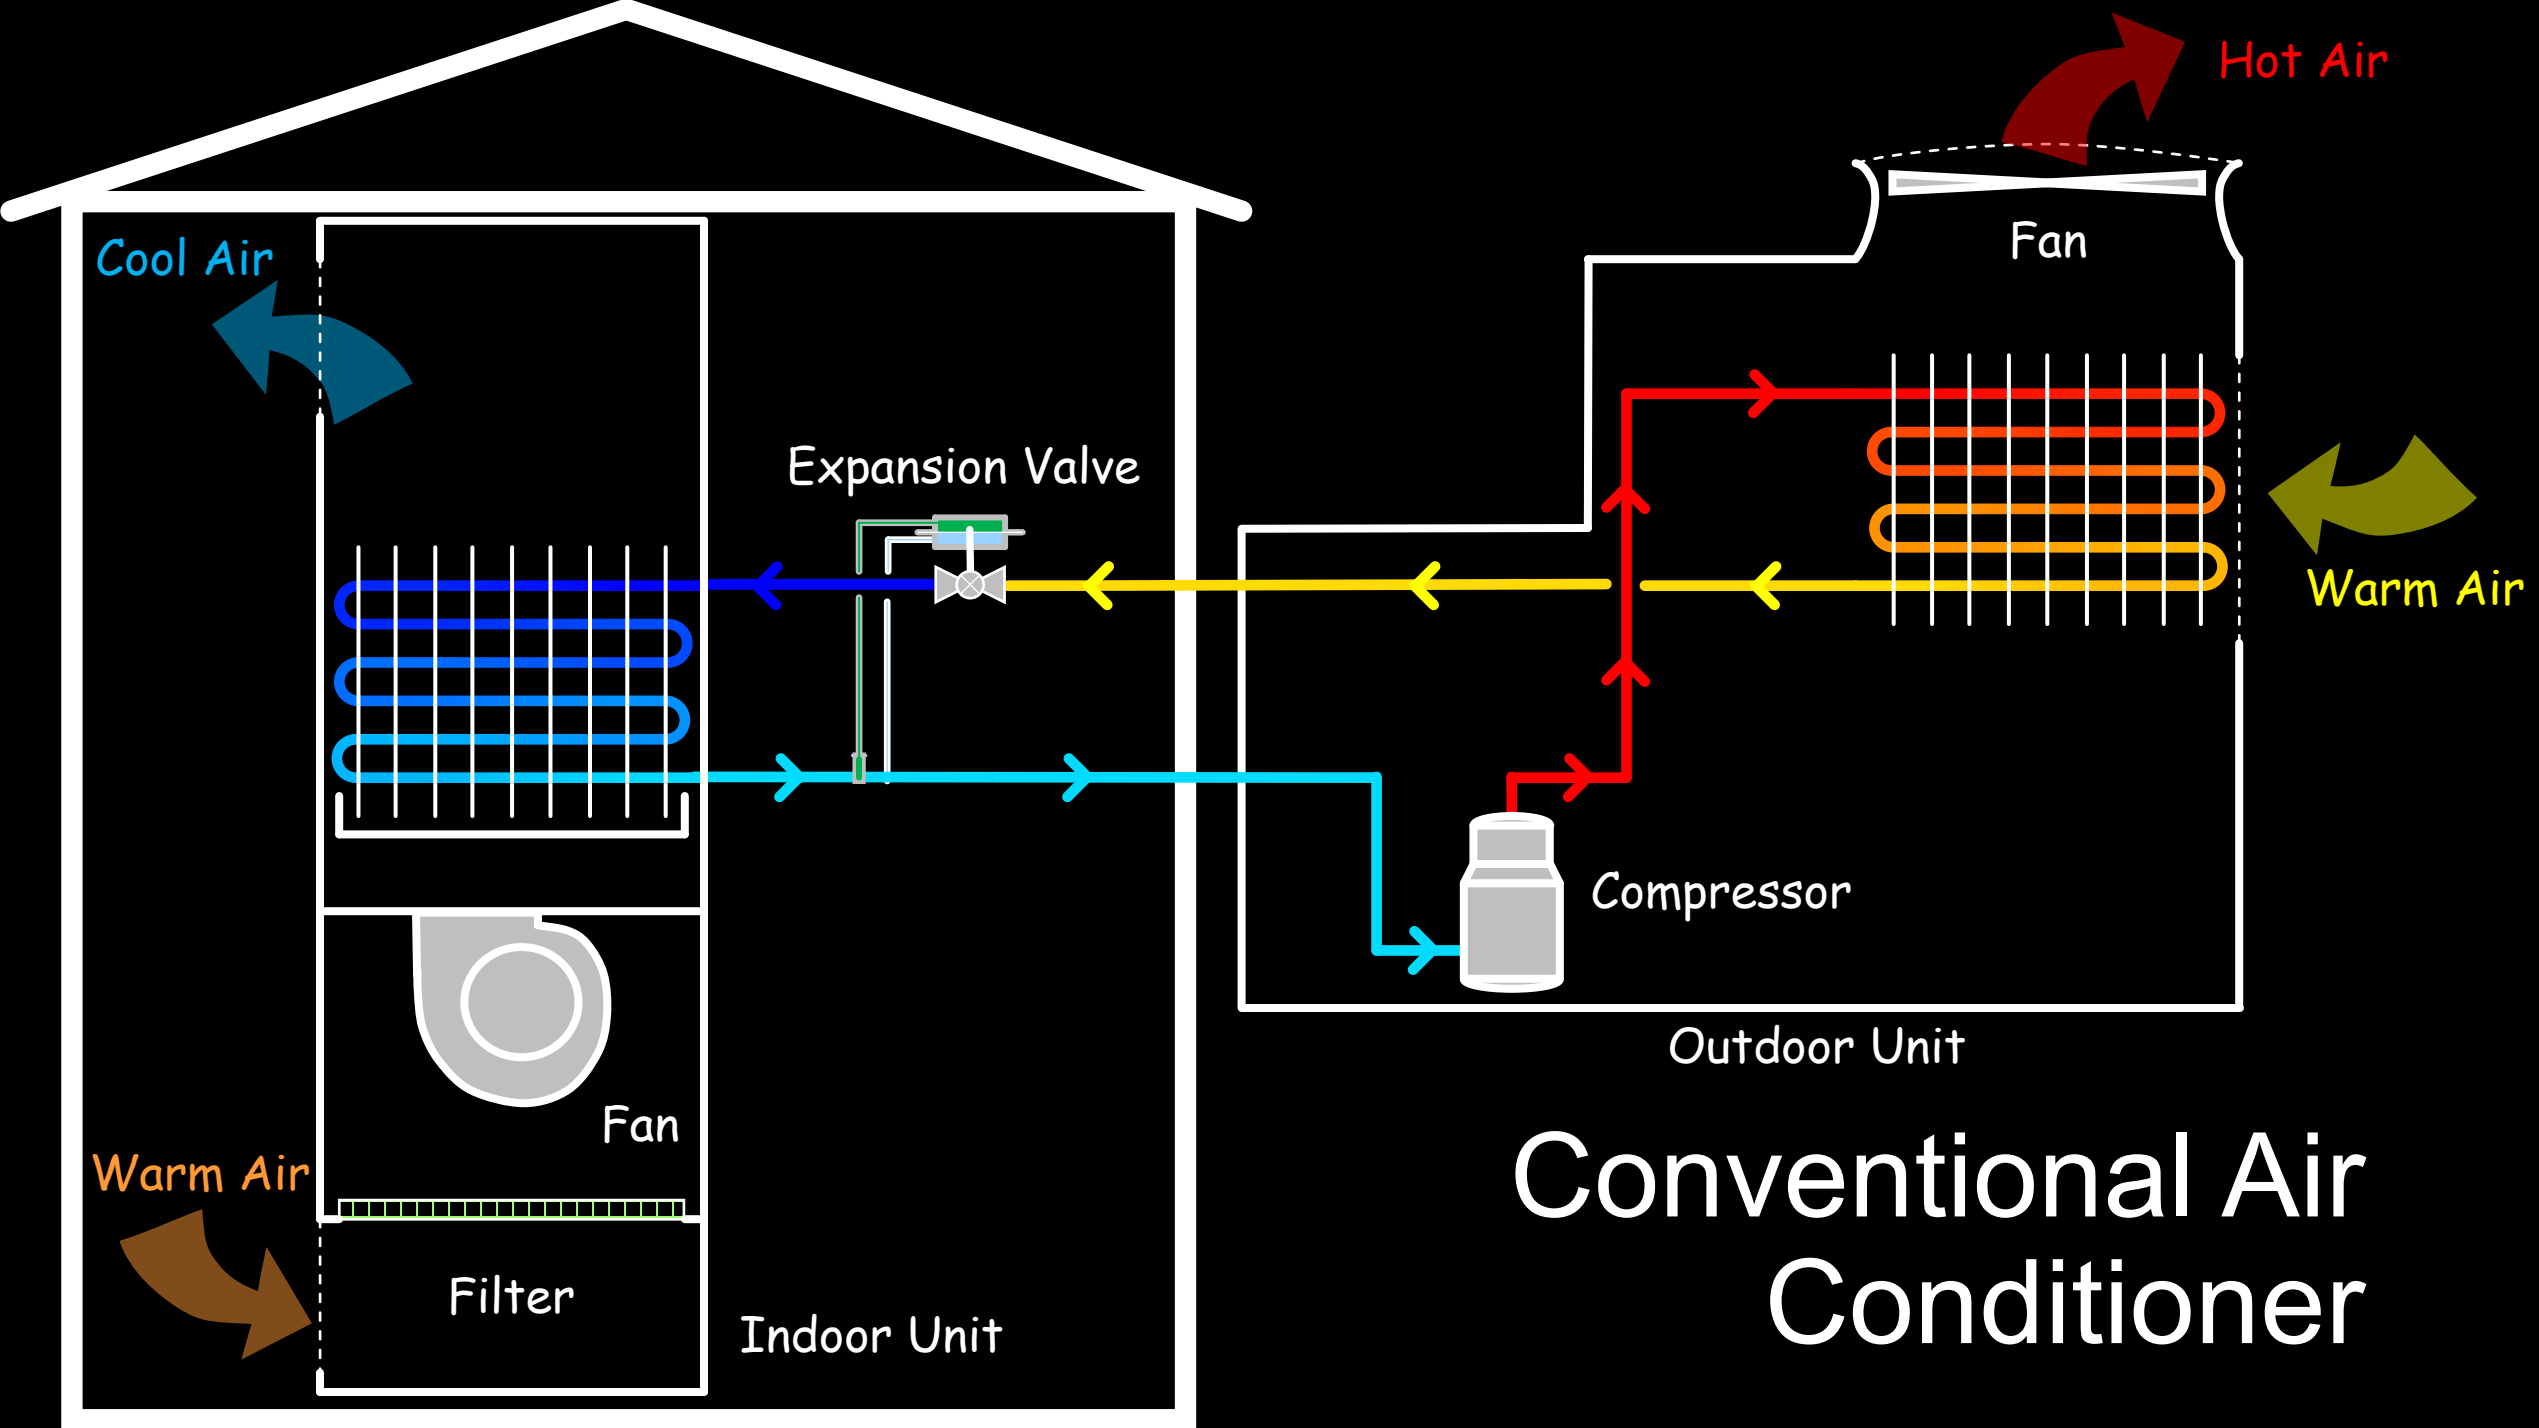 Hot Air
Cool Air
Fan
Expansion Valve
Warm Air
Compressor
Outdoor Unit
Fan
Warm Air
Filter
Indoor Unit
Conventional Air
Conditioner